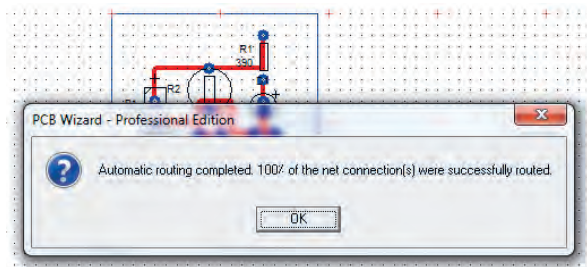 R1
390
R2
PCB Wizard - Professional Edition
Automatic routing completed. 100% of the net connection(s) were successfully routed.
OK